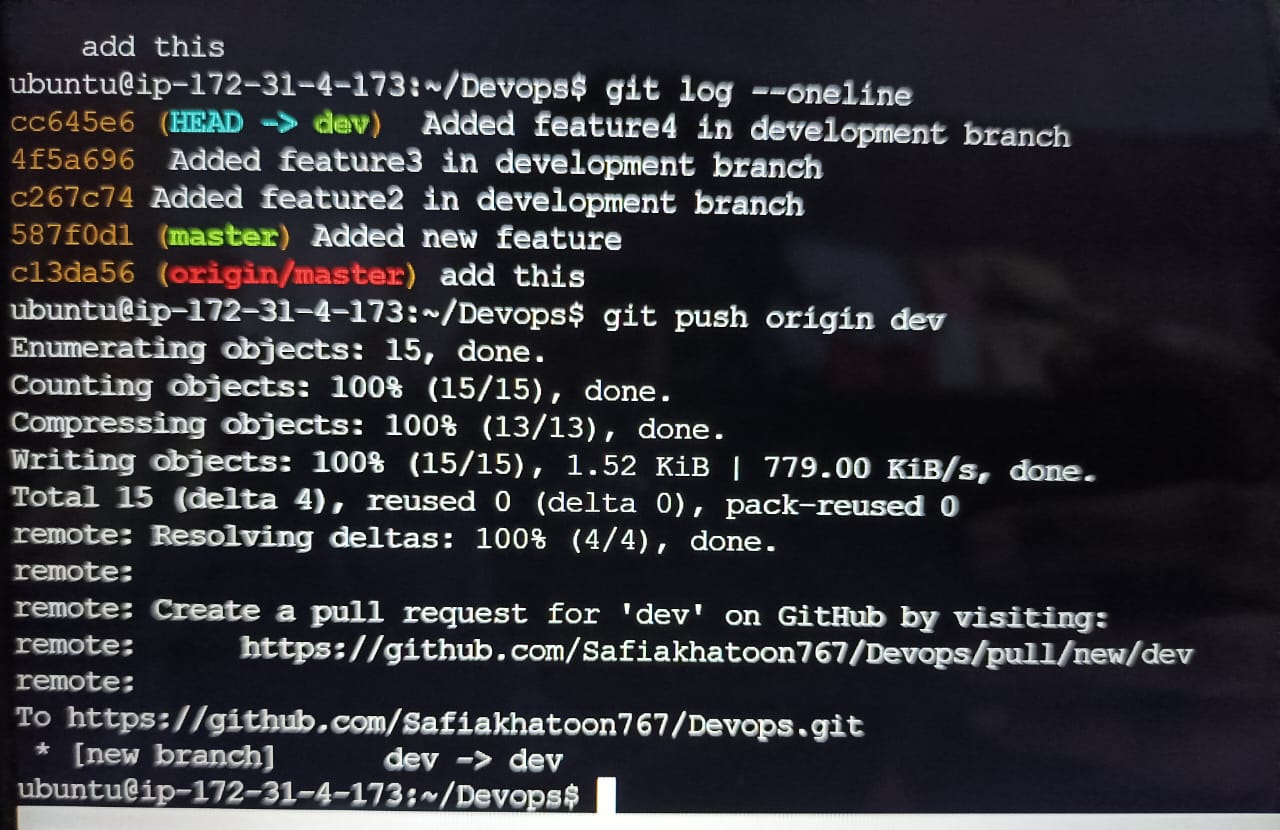 add this
ubuntu@ip-172-31-4-173:~/Devops$ git log --oneline
cc645e6 (HEAD -> dev)  Added feature4 in development branch
4f5a696  Added feature3 in development branch
c267c74 Added feature2 in development branch
587f0d1 (master) Added new feature
c13da56 (origin/master) add this
ubuntu@ip-172-31-4-173:~/Devops$ git push origin dev
Enumerating objects: 15, done.
Counting objects: 100% (15/15), done.
Compressing objects: 100% (13/13), done.
Writing objects: 100% (15/15), 1.52 KiB | 779.00 KiB/s, done.
Total 15 (delta 4), reused 0 (delta 0), pack-reused 0
remote: Resolving deltas: 100% (4/4), done.
remote:
remote: Create a pull request for 'dev' on GitHub by visiting:
remote:      https://github.com/Safiakhatoon767/Devops/pull/new/dev
remote:
To https://github.com/Safiakhatoon767/Devops.git
 * [new branch]      dev -> dev
ubuntu@ip-172-31-4-173:~/Devops$